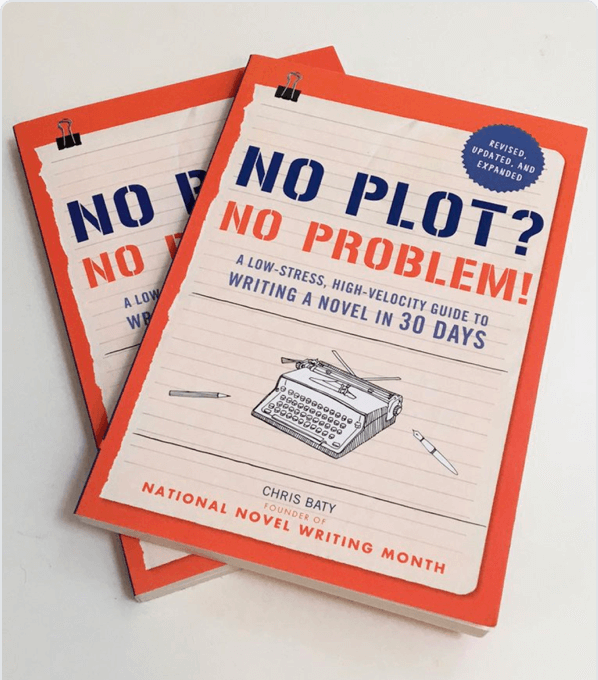 REVISED,
UPDATED, AND
EXPANDED
NO PLOT?
NO PROBLEM!
A LOW-STRESS, HIGH-VELOCITY GUIDE TO
WRITING A NOVEL IN 30 DAYS
CHRIS BATY
FOUNDER OF
NATIONAL NOVEL WRITING MONTH
NO
NO
A LOW